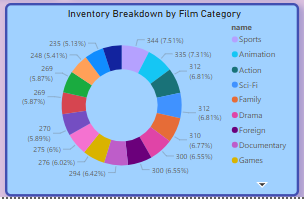 Inventory Breakdown by Film Category
name
Sports
Animation
Action
Sci-Fi
Family
Drama
Foreign
Documentary
Games
344 (7.51%)
335 (7.31%)
312
(6.81%)
312
(6.81%)
310
(6.77%)
300 (6.55%)
300 (6.55%)
294 (6.42%)
276 (6.02%)
275 (6%)
270
(5.89%)
269
(5.87%)
269
(5.87%)
248 (5.41%)
235 (5.13%)